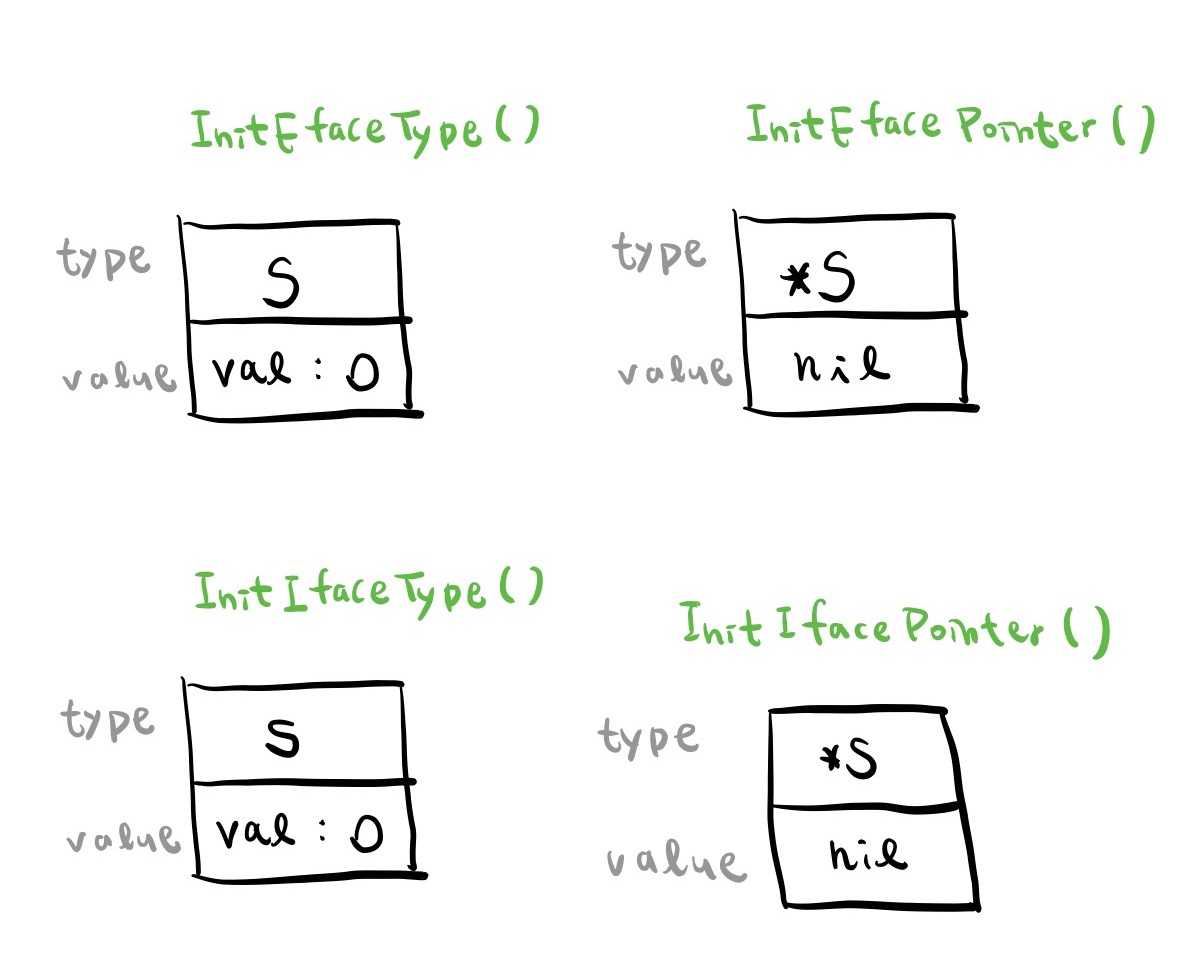 InitEfaceType()
type S
value val : 0
InitEfacePointer()
type *S
value nil
InitIfaceType()
type S
value val : 0
InitIfacePointer()
type *S
value nil